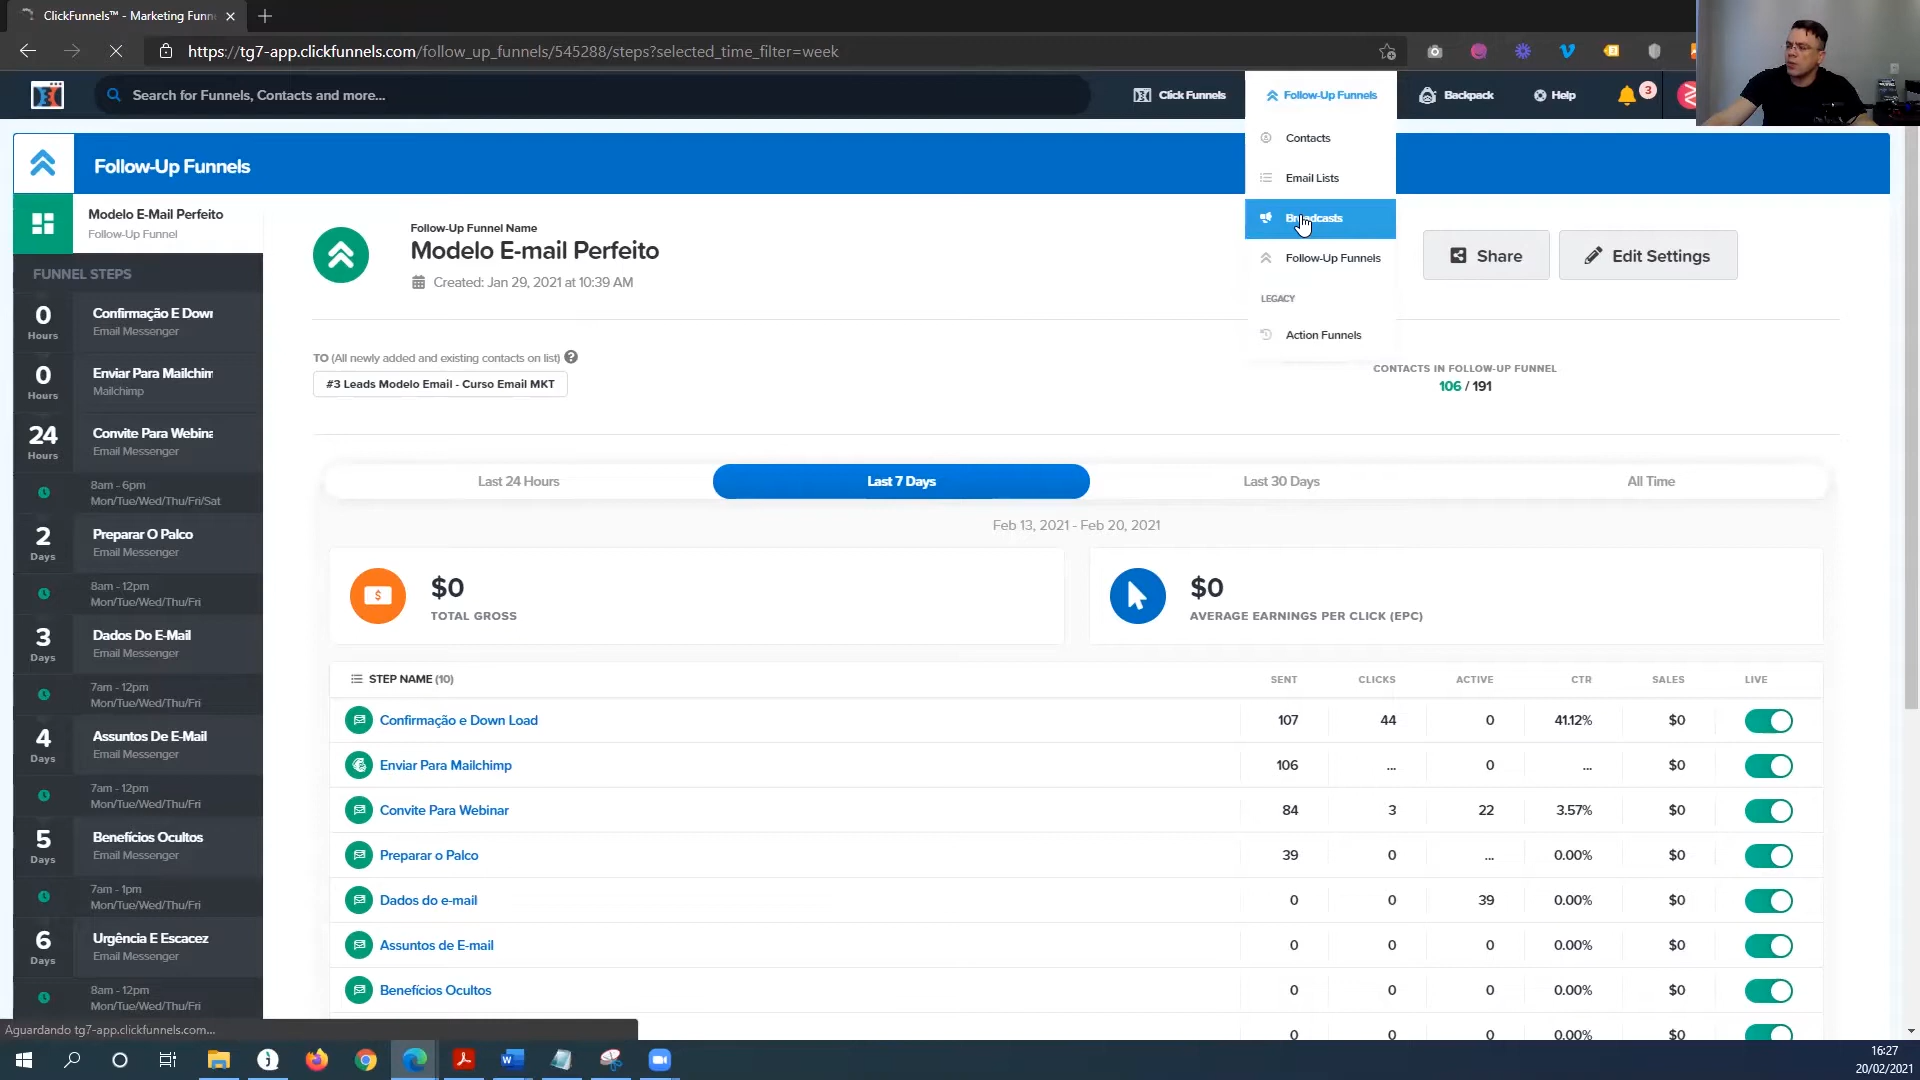 ClickFunnels™ - Marketing Funn
https://tg7-app.clickfunnels.com/follow_up_funnels/545288/steps?selected_time_filter=week
Search for Funnels, Contacts and more...
Click Funnels
Follow-Up Funnels
Backpack
Help
3
Contacts
Email Lists
Broadcasts
Follow-Up Funnels
LEGACY
Action Funnels
Follow-Up Funnels
Modelo E-Mail Perfeito
Follow-Up Funnel
FUNNEL STEPS
0 Hours
Confirmação E Down
Email Messenger
0 Hours
Enviar Para Mailchim
Mailchimp
24 Hours
Convite Para Webina
Email Messenger
8am - 6pm
Mon/Tue/Wed/Thu/Fri/Sat
2 Days
Preparar O Palco
Email Messenger
8am - 12pm
Mon/Tue/Wed/Thu/Fri
3 Days
Dados Do E-Mail
Email Messenger
7am - 12pm
Mon/Tue/Wed/Thu/Fri
4 Days
Assuntos De E-Mail
Email Messenger
7am - 12pm
Mon/Tue/Wed/Thu/Fri
5 Days
Benefícios Ocultos
Email Messenger
7am - 1pm
Mon/Tue/Wed/Thu/Fri
6 Days
Urgência E Escacez
Email Messenger
8am - 12pm
Mon/Tue/Wed/Thu/Fri
Follow-Up Funnel Name
Modelo E-mail Perfeito
Created: Jan 29, 2021 at 10:39 AM
Share
Edit Settings
TO (All newly added and existing contacts on list)
#3 Leads Modelo Email - Curso Email MKT
CONTACTS IN FOLLOW-UP FUNNEL
106 / 191
Last 24 Hours
Last 7 Days
Last 30 Days
All Time
Feb 13, 2021 - Feb 20, 2021
$0
TOTAL GROSS
$0
AVERAGE EARNINGS PER CLICK (EPC)
STEP NAME (10) SENT CLICKS ACTIVE CTR SALES LIVE
Confirmação e Down Load 107 44 0 41.12% $0
Enviar Para Mailchimp 106 ... 0 ... $0
Convite Para Webinar 84 3 22 3.57% $0
Preparar o Palco 39 0 ... 0.00% $0
Dados do e-mail 0 0 39 0.00% $0
Assuntos de E-mail 0 0 0 0.00% $0
Benefícios Ocultos 0 0 0 0.00% $0
0 0 0 0.00% $0
Aguardando tg7-app.clickfunnels.com...
16:27
20/02/2021